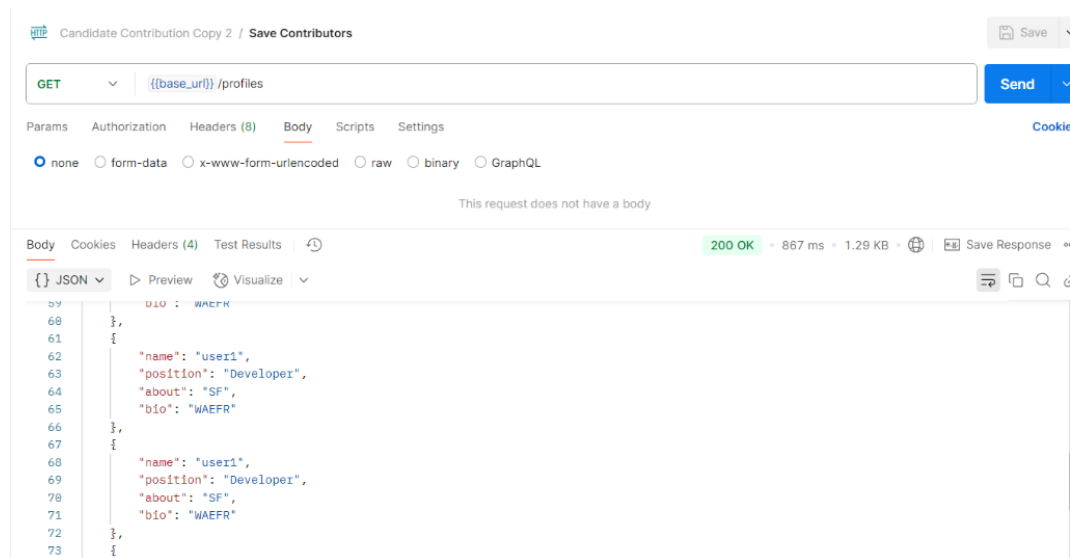 HTTP Candidate Contribution Copy 2 / Save Contributors Save
GET {{base_url}} /profiles Send
Params Authorization Headers (8) Body Scripts Settings Cookie
none form-data x-www-form-urlencoded raw binary GraphQL
This request does not have a body
Body Cookies Headers (4) Test Results 200 OK • 867 ms • 1.29 KB • e.g. Save Response
{} JSON Preview Visualize
59 "bio": "WAEFR"
60 },
61 {
62 "name": "user1",
63 "position": "Developer",
64 "about": "SF",
65 "bio": "WAEFR"
66 },
67 {
68 "name": "user1",
69 "position": "Developer",
70 "about": "SF",
71 "bio": "WAEFR"
72 },
73 {